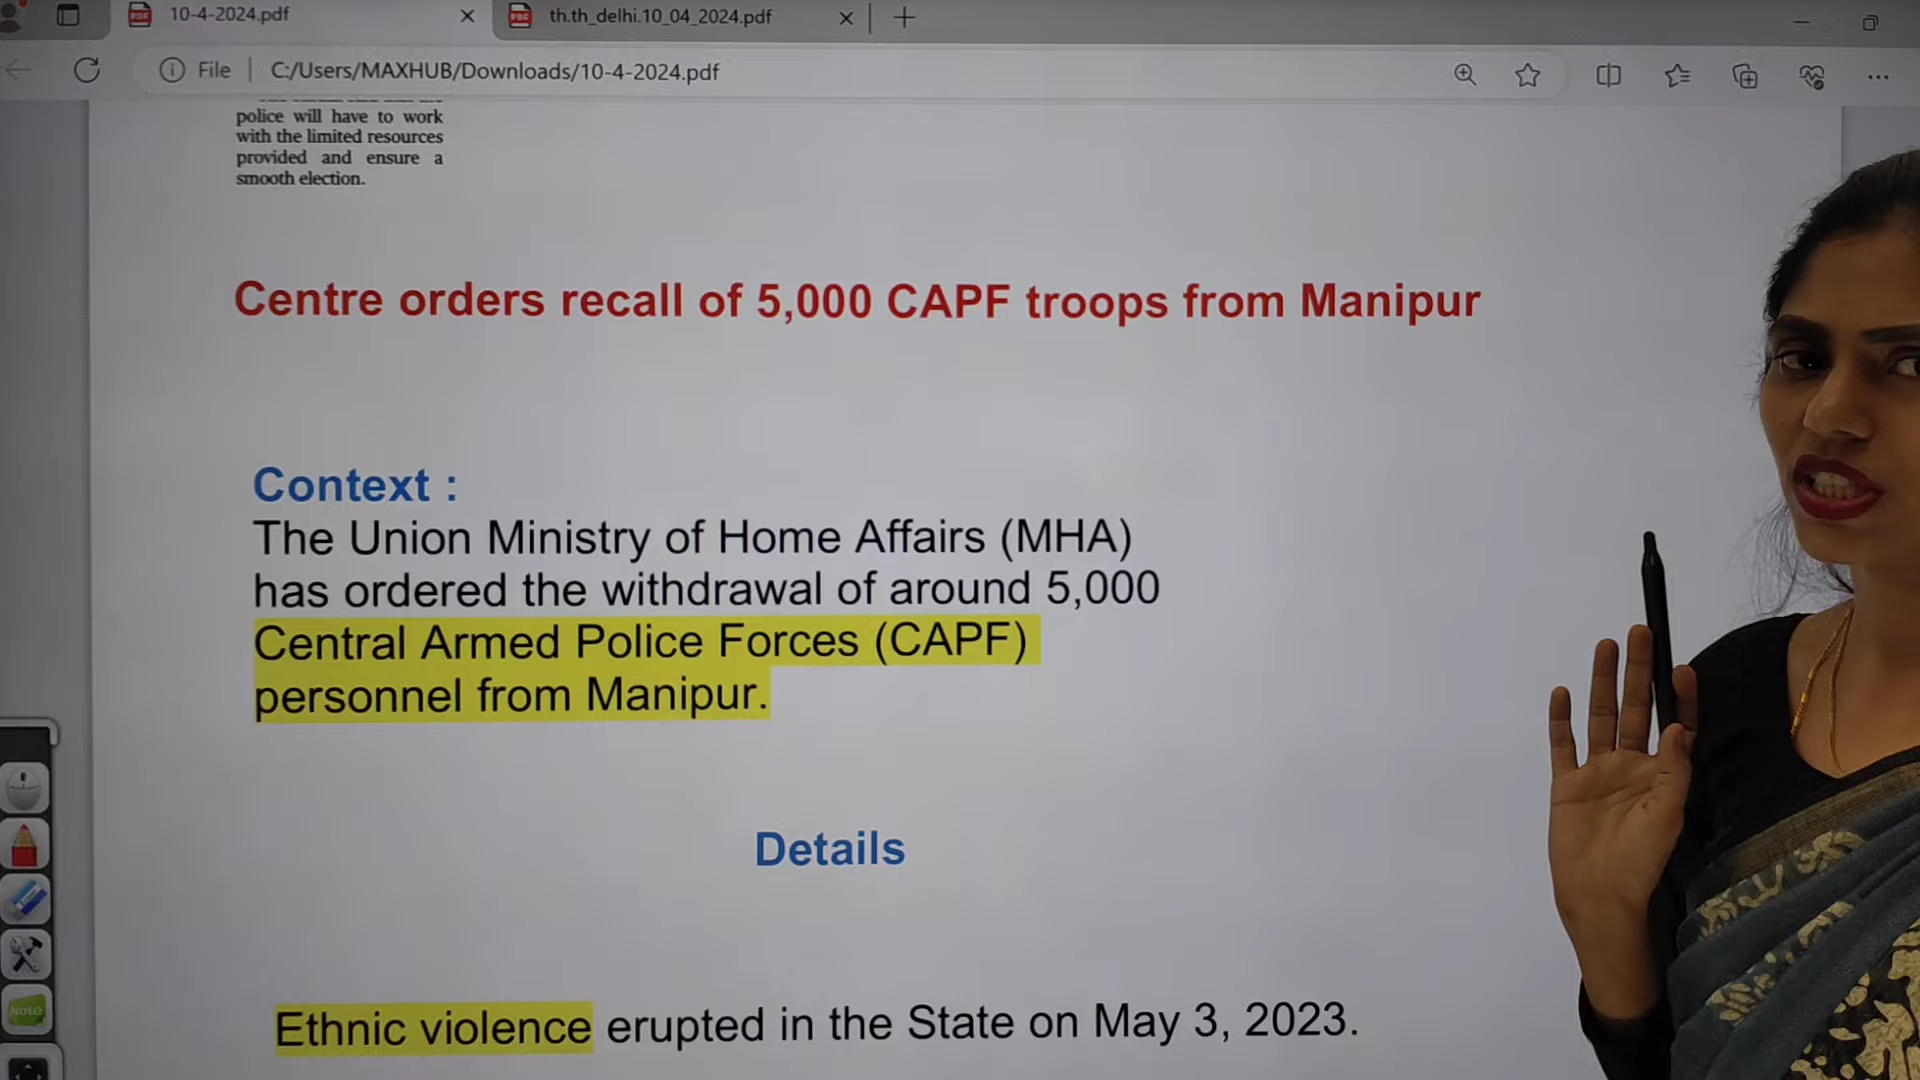 10-4-2024.pdf
th.th_delhi.10_04_2024.pdf
File
C:/Users/MAXHUB/Downloads/10-4-2024.pdf
police will have to work
with the limited resources
provided and ensure a
smooth election.
Centre orders recall of 5,000 CAPF troops from Manipur
Context :
The Union Ministry of Home Affairs (MHA)
has ordered the withdrawal of around 5,000
Central Armed Police Forces (CAPF)
personnel from Manipur.
Details
Ethnic violence erupted in the State on May 3, 2023.
Note